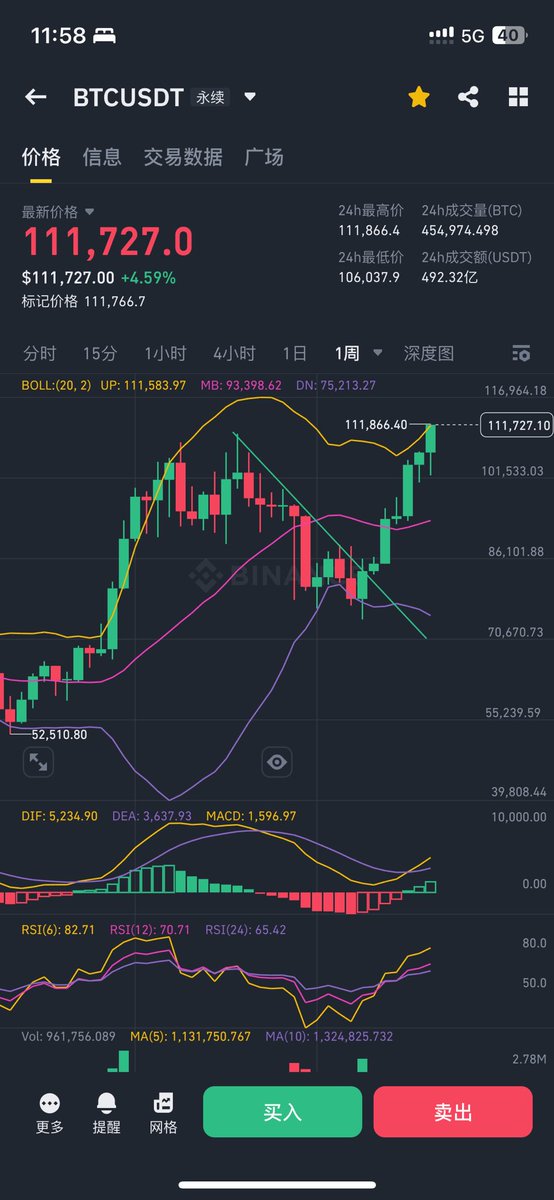 11:58 5G 40
BTCUSDT 永续
价格 信息 交易数据 广场
最新价格
111,727.0
$111,727.00 +4.59%
标记价格 111,766.7
24h最高价 24h成交量(BTC)
111,866.4 454,974.498
24h最低价 24h成交额(USDT)
106,037.9 492.32亿
分时 15分 1小时 4小时 1日 1周 深度图
BOLL:(20, 2) UP: 111,583.97 MB: 93,398.62 DN: 75,213.27
116,964.18
111,866.40
111,727.10
101,533.03
86,101.88
BINAN
70,670.73
55,239.59
52,510.80
39,808.44
DIF: 5,234.90 DEA: 3,637.93 MACD: 1,596.97
10,000.00
0.00
RSI(6): 82.71 RSI(12): 70.71 RSI(24): 65.42
80.0
50.0
Vol: 961,756.089 MA(5): 1,131,750.767 MA(10): 1,324,825.732
2.78M
更多 提醒 网格 买入 卖出